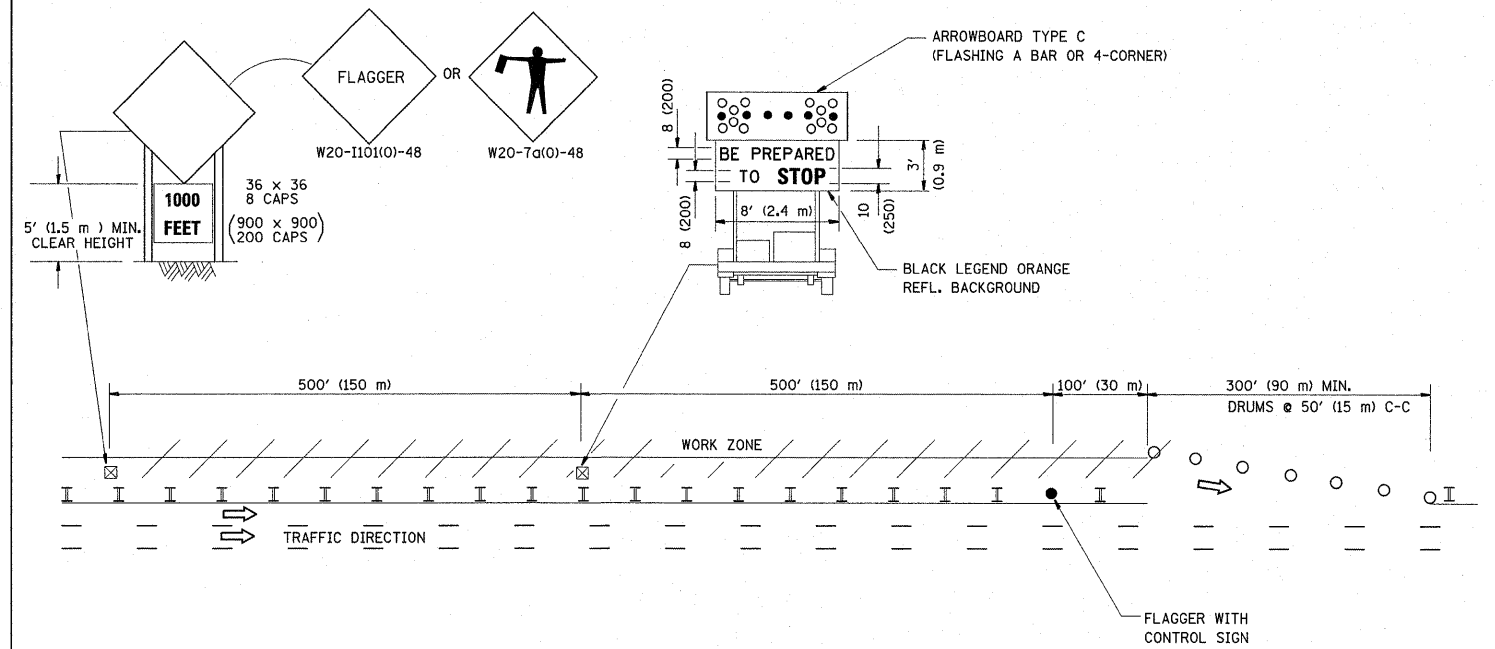 ARROWBOARD TYPE C
(FLASHING A BAR OR 4-CORNER)
FLAGGER
OR
W20-I101(O)-48
W20-7a(O)-48
8 (200)
8 (200)
BE PREPARED
TO STOP
3'
(0.9 m)
8' (2.4 m)
10
(250)
1000
FEET
36 x 36
8 CAPS
(900 x 900)
(200 CAPS)
5' (1.5 m ) MIN.
CLEAR HEIGHT
BLACK LEGEND ORANGE
REFL. BACKGROUND
500' (150 m)
500' (150 m)
100' (30 m)
300' (90 m) MIN.
DRUMS @ 50' (15 m) C-C
WORK ZONE
TRAFFIC DIRECTION
FLAGGER WITH
CONTROL SIGN